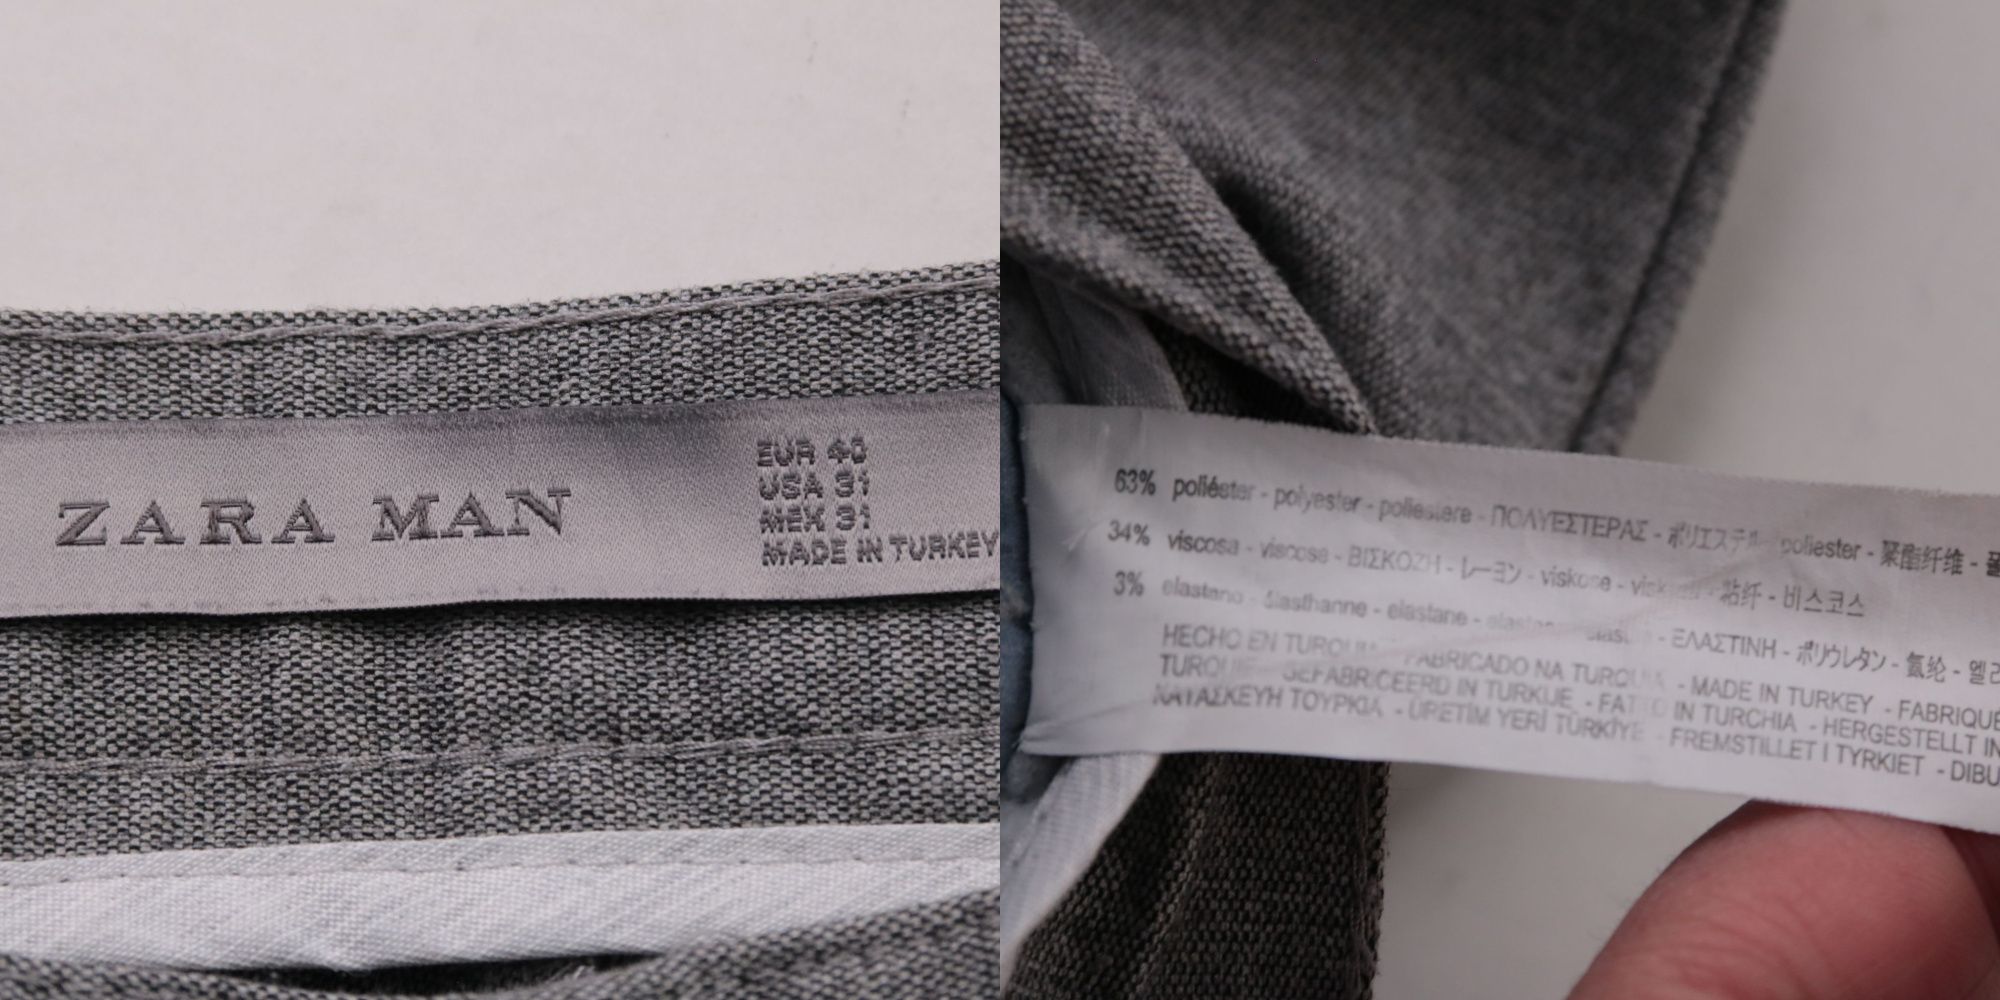 ZARA MAN
EUR 40
USA 31
MEX 31
MADE IN TURKEY
63% poliéster - polyester - poliestere - ΠΟΛΥΕΣΤΕΡΑΣ - ポリエステル poliester - 聚酯纤维 -
34% viscosa - viscose - ΒΙΣΚΟΖΗ - レーヨン - viskose - 粘纤 - 비스코스
3% elastano - élasthanne - elastane - - ΕΛΑΣΤΙΝΗ - ポリウレタン - 氨纶 -
HECHO EN TURQUIA - FABRICADO NA TURQUIA - MADE IN TURKEY - FABRIQUÉ
TURQUIE - GEFABRICEERD IN TURKIJE - FATTO IN TURCHIA - HERGESTELLT IN
ΚΑΤΑΣΚΕΥΗ ΤΟΥΡΚΙΑ - ÜRETİM YERİ TÜRKİYE - FREMSTILLET I TYRKIET - DIBU